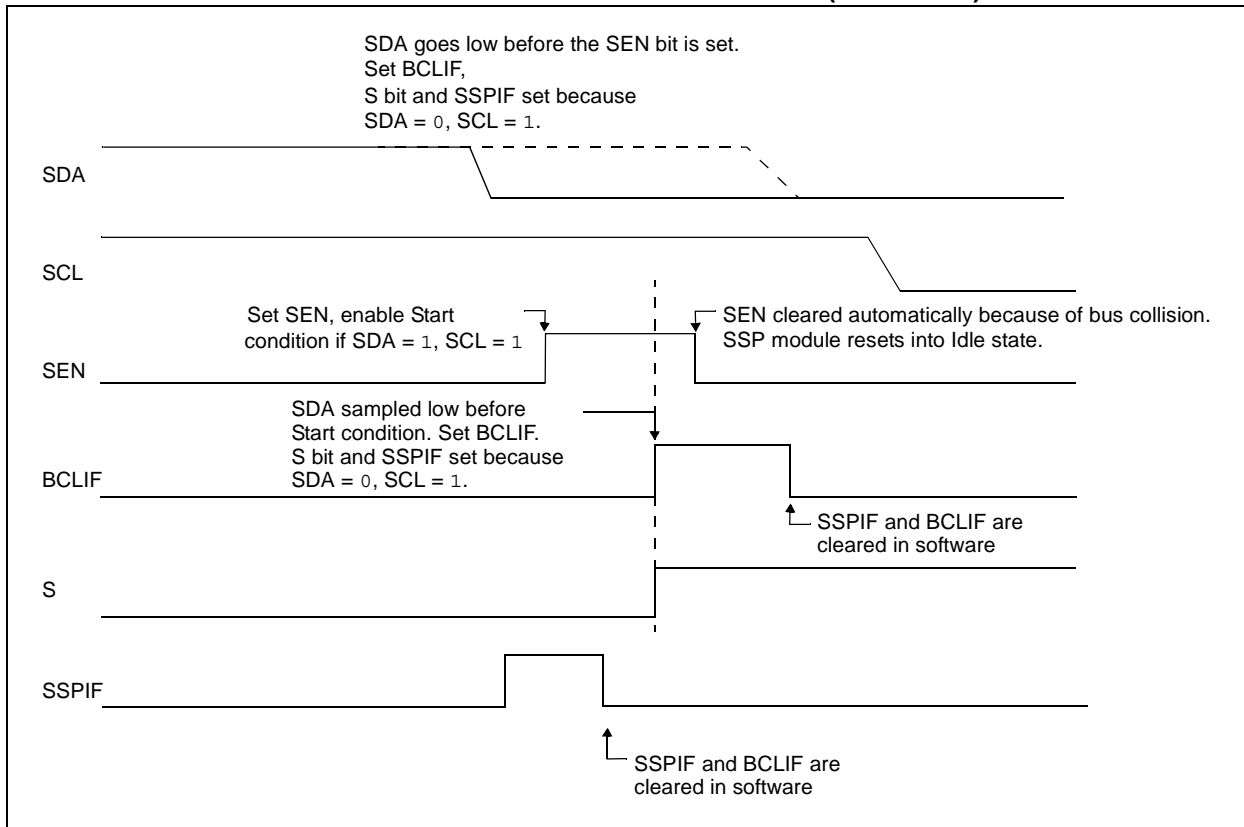 SDA goes low before the SEN bit is set.
Set BCLIF,
S bit and SSPIF set because
SDA = 0, SCL = 1.
SDA
SCL
Set SEN, enable Start
condition if SDA = 1, SCL = 1
SEN cleared automatically because of bus collision.
SSP module resets into Idle state.
SEN
SDA sampled low before
Start condition. Set BCLIF.
S bit and SSPIF set because
SDA = 0, SCL = 1.
BCLIF
SSPIF and BCLIF are
cleared in software
S
SSPIF
SSPIF and BCLIF are
cleared in software